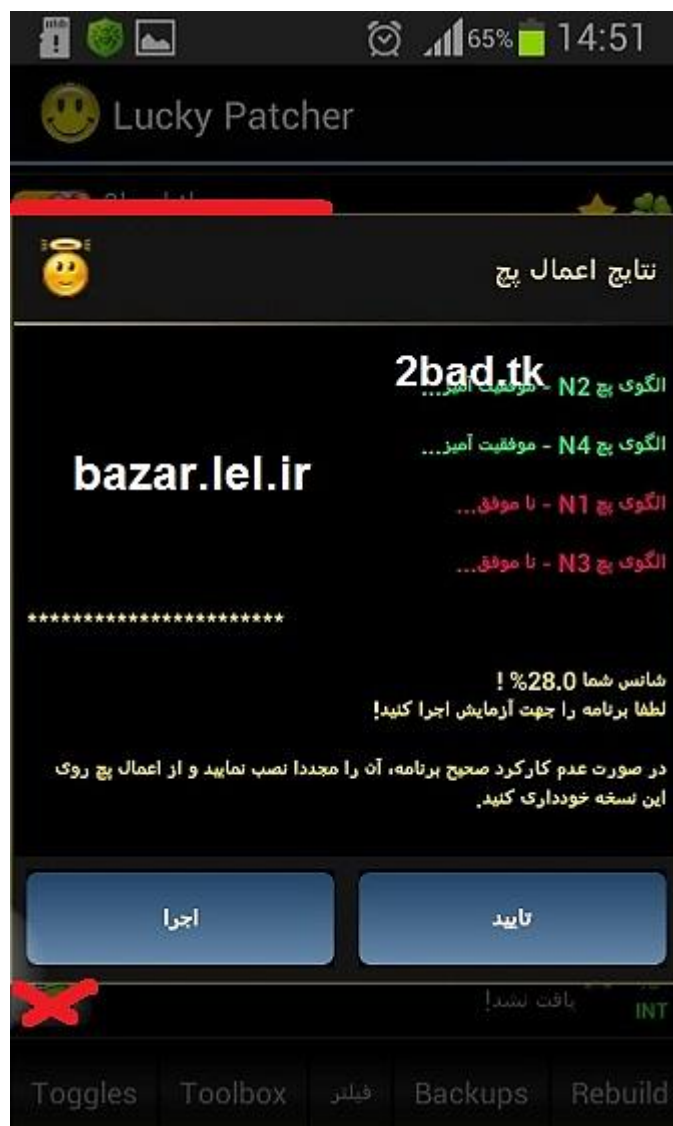 65% 14:51
Lucky Patcher
نتایج اعمال پچ
2bad.tk
الگوی پچ N2 - موفقیت آمیز...
الگوی پچ N4 - موفقیت آمیز...
bazar.lel.ir
الگوی پچ N1 - نا موفق...
الگوی پچ N3 - نا موفق...
************************
شانس شما 28.0% !
لطفا برنامه را جهت آزمایش اجرا کنید!
در صورت عدم کارکرد صحیح برنامه، آن را مجددا نصب نمایید و از اعمال پچ روی
این نسخه خودداری کنید.
اجرا تایید
یافت نشد!
INT
Toggles Toolbox فیلتر Backups Rebuild